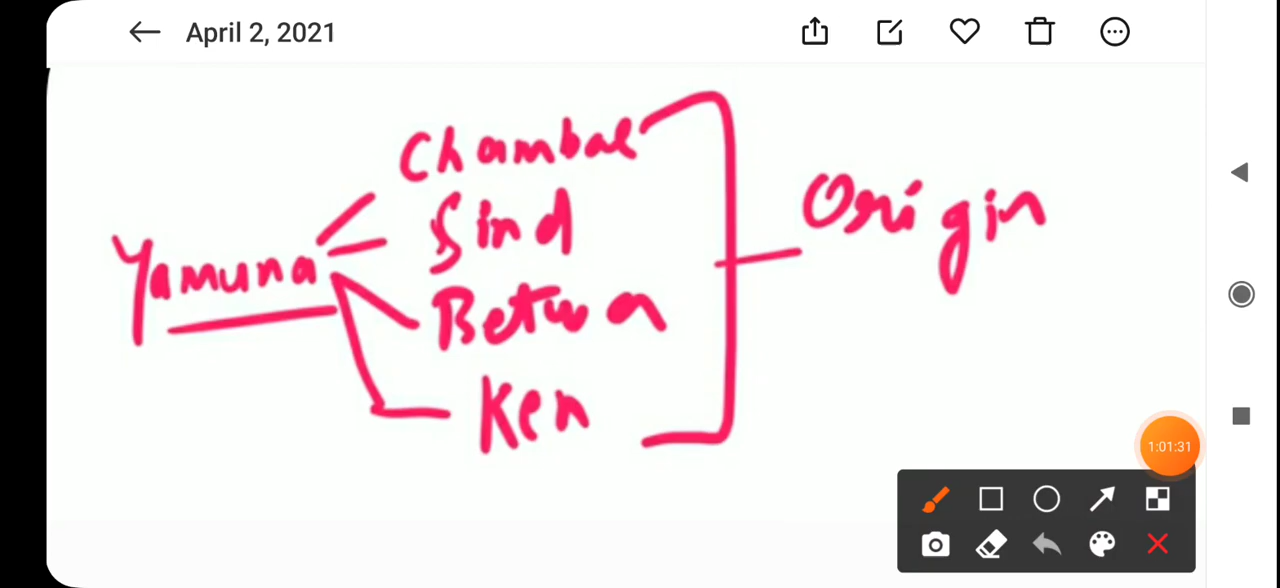 April 2, 2021
Chambal
Sind
Yamuna
Betwa
Ken
Origin
1:01:31